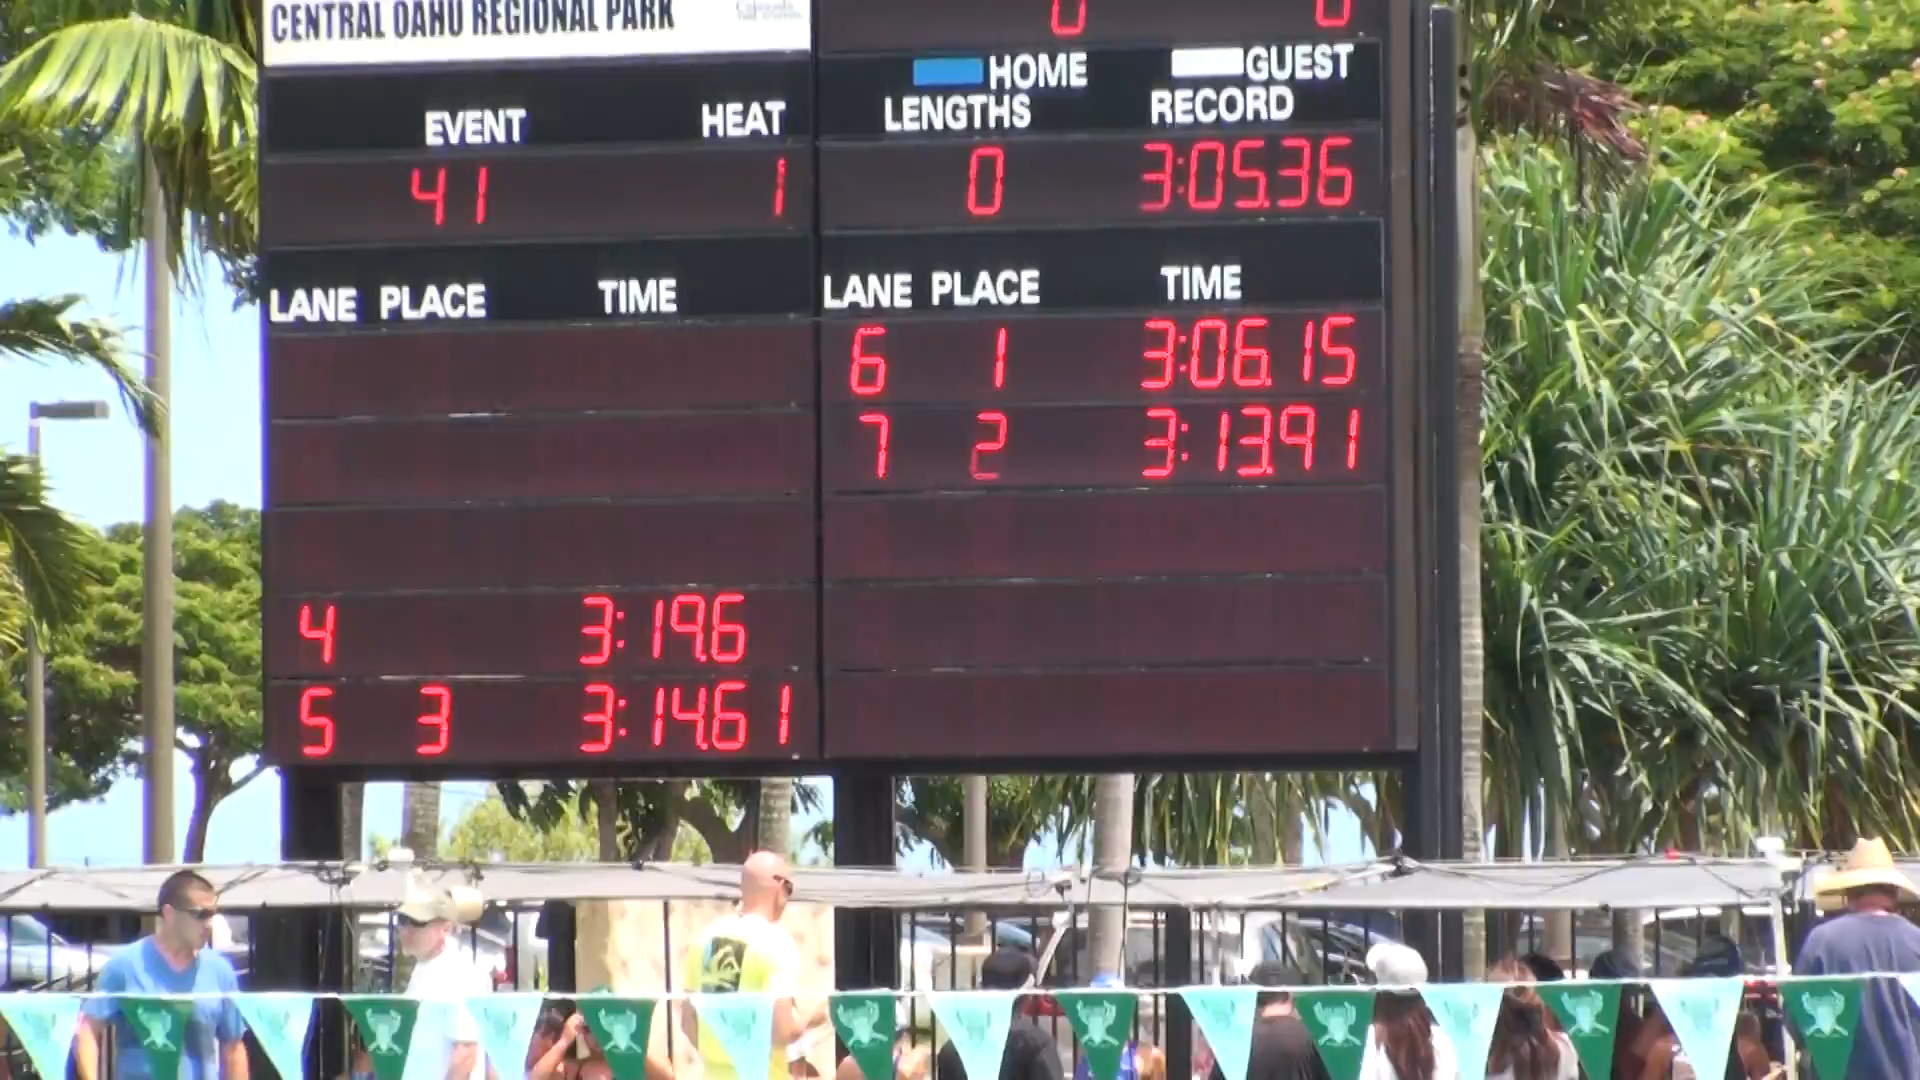 CENTRAL OAHU REGIONAL PARK
EVENT HEAT
41 1
LANE PLACE TIME
4 3:19.6
5 3 3:14.61
0 0
HOME GUEST
LENGTHS RECORD
0 3:05.36
LANE PLACE TIME
6 1 3:06.15
7 2 3:13.91